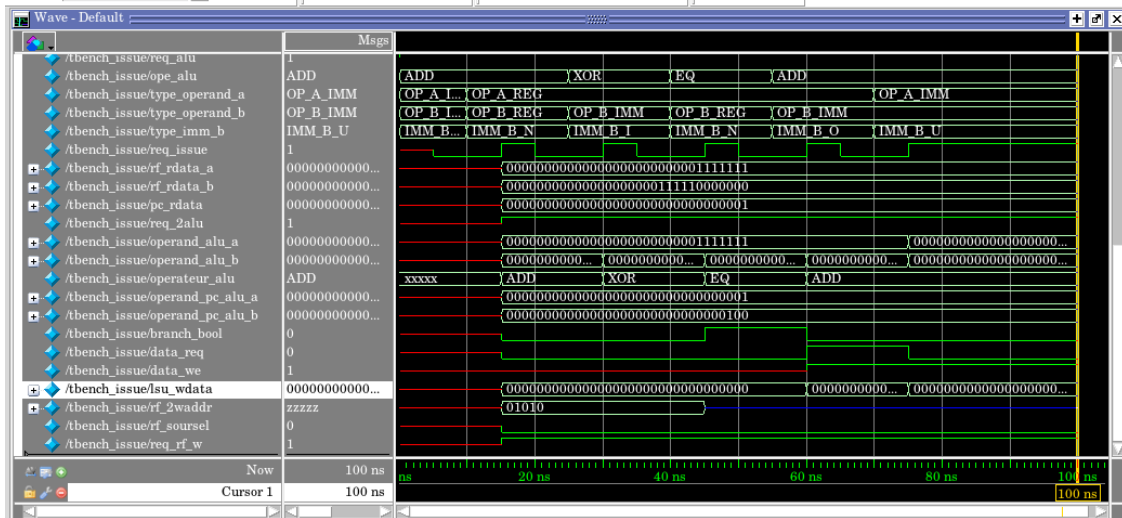 Wave - Default
Msgs
/tbench_issue/req_alu 1
/tbench_issue/ope_alu ADD (ADD XOR EQ ADD
/tbench_issue/type_operand_a OP_A_IMM OP_A_I... OP_A_REG OP_A_IMM
/tbench_issue/type_operand_b OP_B_IMM OP_B_I... OP_B_REG OP_B_IMM OP_B_REG OP_B_IMM
/tbench_issue/type_imm_b IMM_B_U IMM_B... IMM_B_N IMM_B_I IMM_B_N IMM_B_O IMM_B_U
/tbench_issue/req_issue 1
/tbench_issue/rf_rdata_a 00000000000... 00000000000000000000000001111111
/tbench_issue/rf_rdata_b 00000000000... 00000000000000000000111110000000
/tbench_issue/pc_rdata 00000000000... 00000000000000000000000000000001
/tbench_issue/req_2alu 1
/tbench_issue/operand_alu_a 00000000000... 00000000000000000000000001111111 0000000000000000000...
/tbench_issue/operand_alu_b 00000000000... 0000000000... 0000000000... 0000000000... 0000000000... 0000000000000000000...
/tbench_issue/operateur_alu ADD xxxxx ADD XOR EQ ADD
/tbench_issue/operand_pc_alu_a 00000000000... 00000000000000000000000000000001
/tbench_issue/operand_pc_alu_b 00000000000... 00000000000000000000000000000100
/tbench_issue/branch_bool 0
/tbench_issue/data_req 0
/tbench_issue/data_we 1
/tbench_issue/lsu_wdata 00000000000... 00000000000000000000000000000000 0000000000... 0000000000000000000...
/tbench_issue/rf_2waddr zzzzz 01010
/tbench_issue/rf_soursel 0
/tbench_issue/req_rf_w 1
Now 100 ns ns 20 ns 40 ns 60 ns 80 ns 100 ns
Cursor 1 100 ns 100 ns